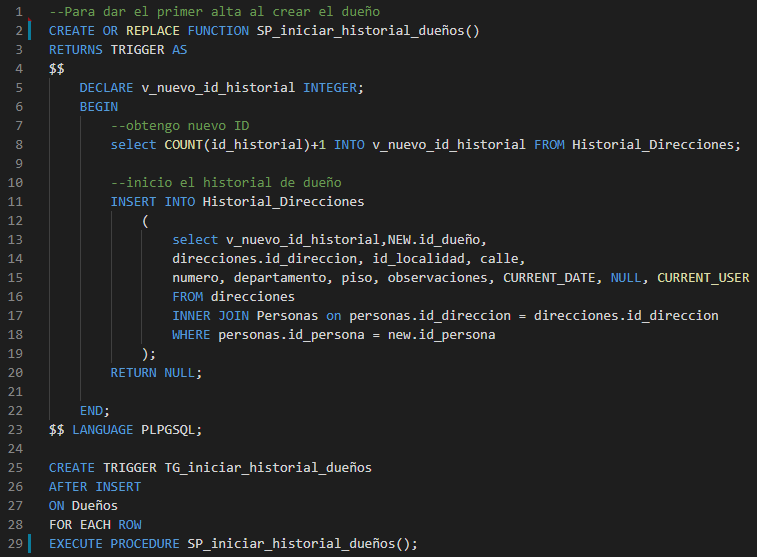 1 --Para dar el primer alta al crear el dueño
2 CREATE OR REPLACE FUNCTION SP_iniciar_historial_dueños()
3 RETURNS TRIGGER AS
4 $$
5 DECLARE v_nuevo_id_historial INTEGER;
6 BEGIN
7 --obtengo nuevo ID
8 select COUNT(id_historial)+1 INTO v_nuevo_id_historial FROM Historial_Direcciones;
9
10 --inicio el historial de dueño
11 INSERT INTO Historial_Direcciones
12 (
13 select v_nuevo_id_historial,NEW.id_dueño,
14 direcciones.id_direccion, id_localidad, calle,
15 numero, departamento, piso, observaciones, CURRENT_DATE, NULL, CURRENT_USER
16 FROM direcciones
17 INNER JOIN Personas on personas.id_direccion = direcciones.id_direccion
18 WHERE personas.id_persona = new.id_persona
19 );
20 RETURN NULL;
21
22 END;
23 $$ LANGUAGE PLPGSQL;
24
25 CREATE TRIGGER TG_iniciar_historial_dueños
26 AFTER INSERT
27 ON Dueños
28 FOR EACH ROW
29 EXECUTE PROCEDURE SP_iniciar_historial_dueños();